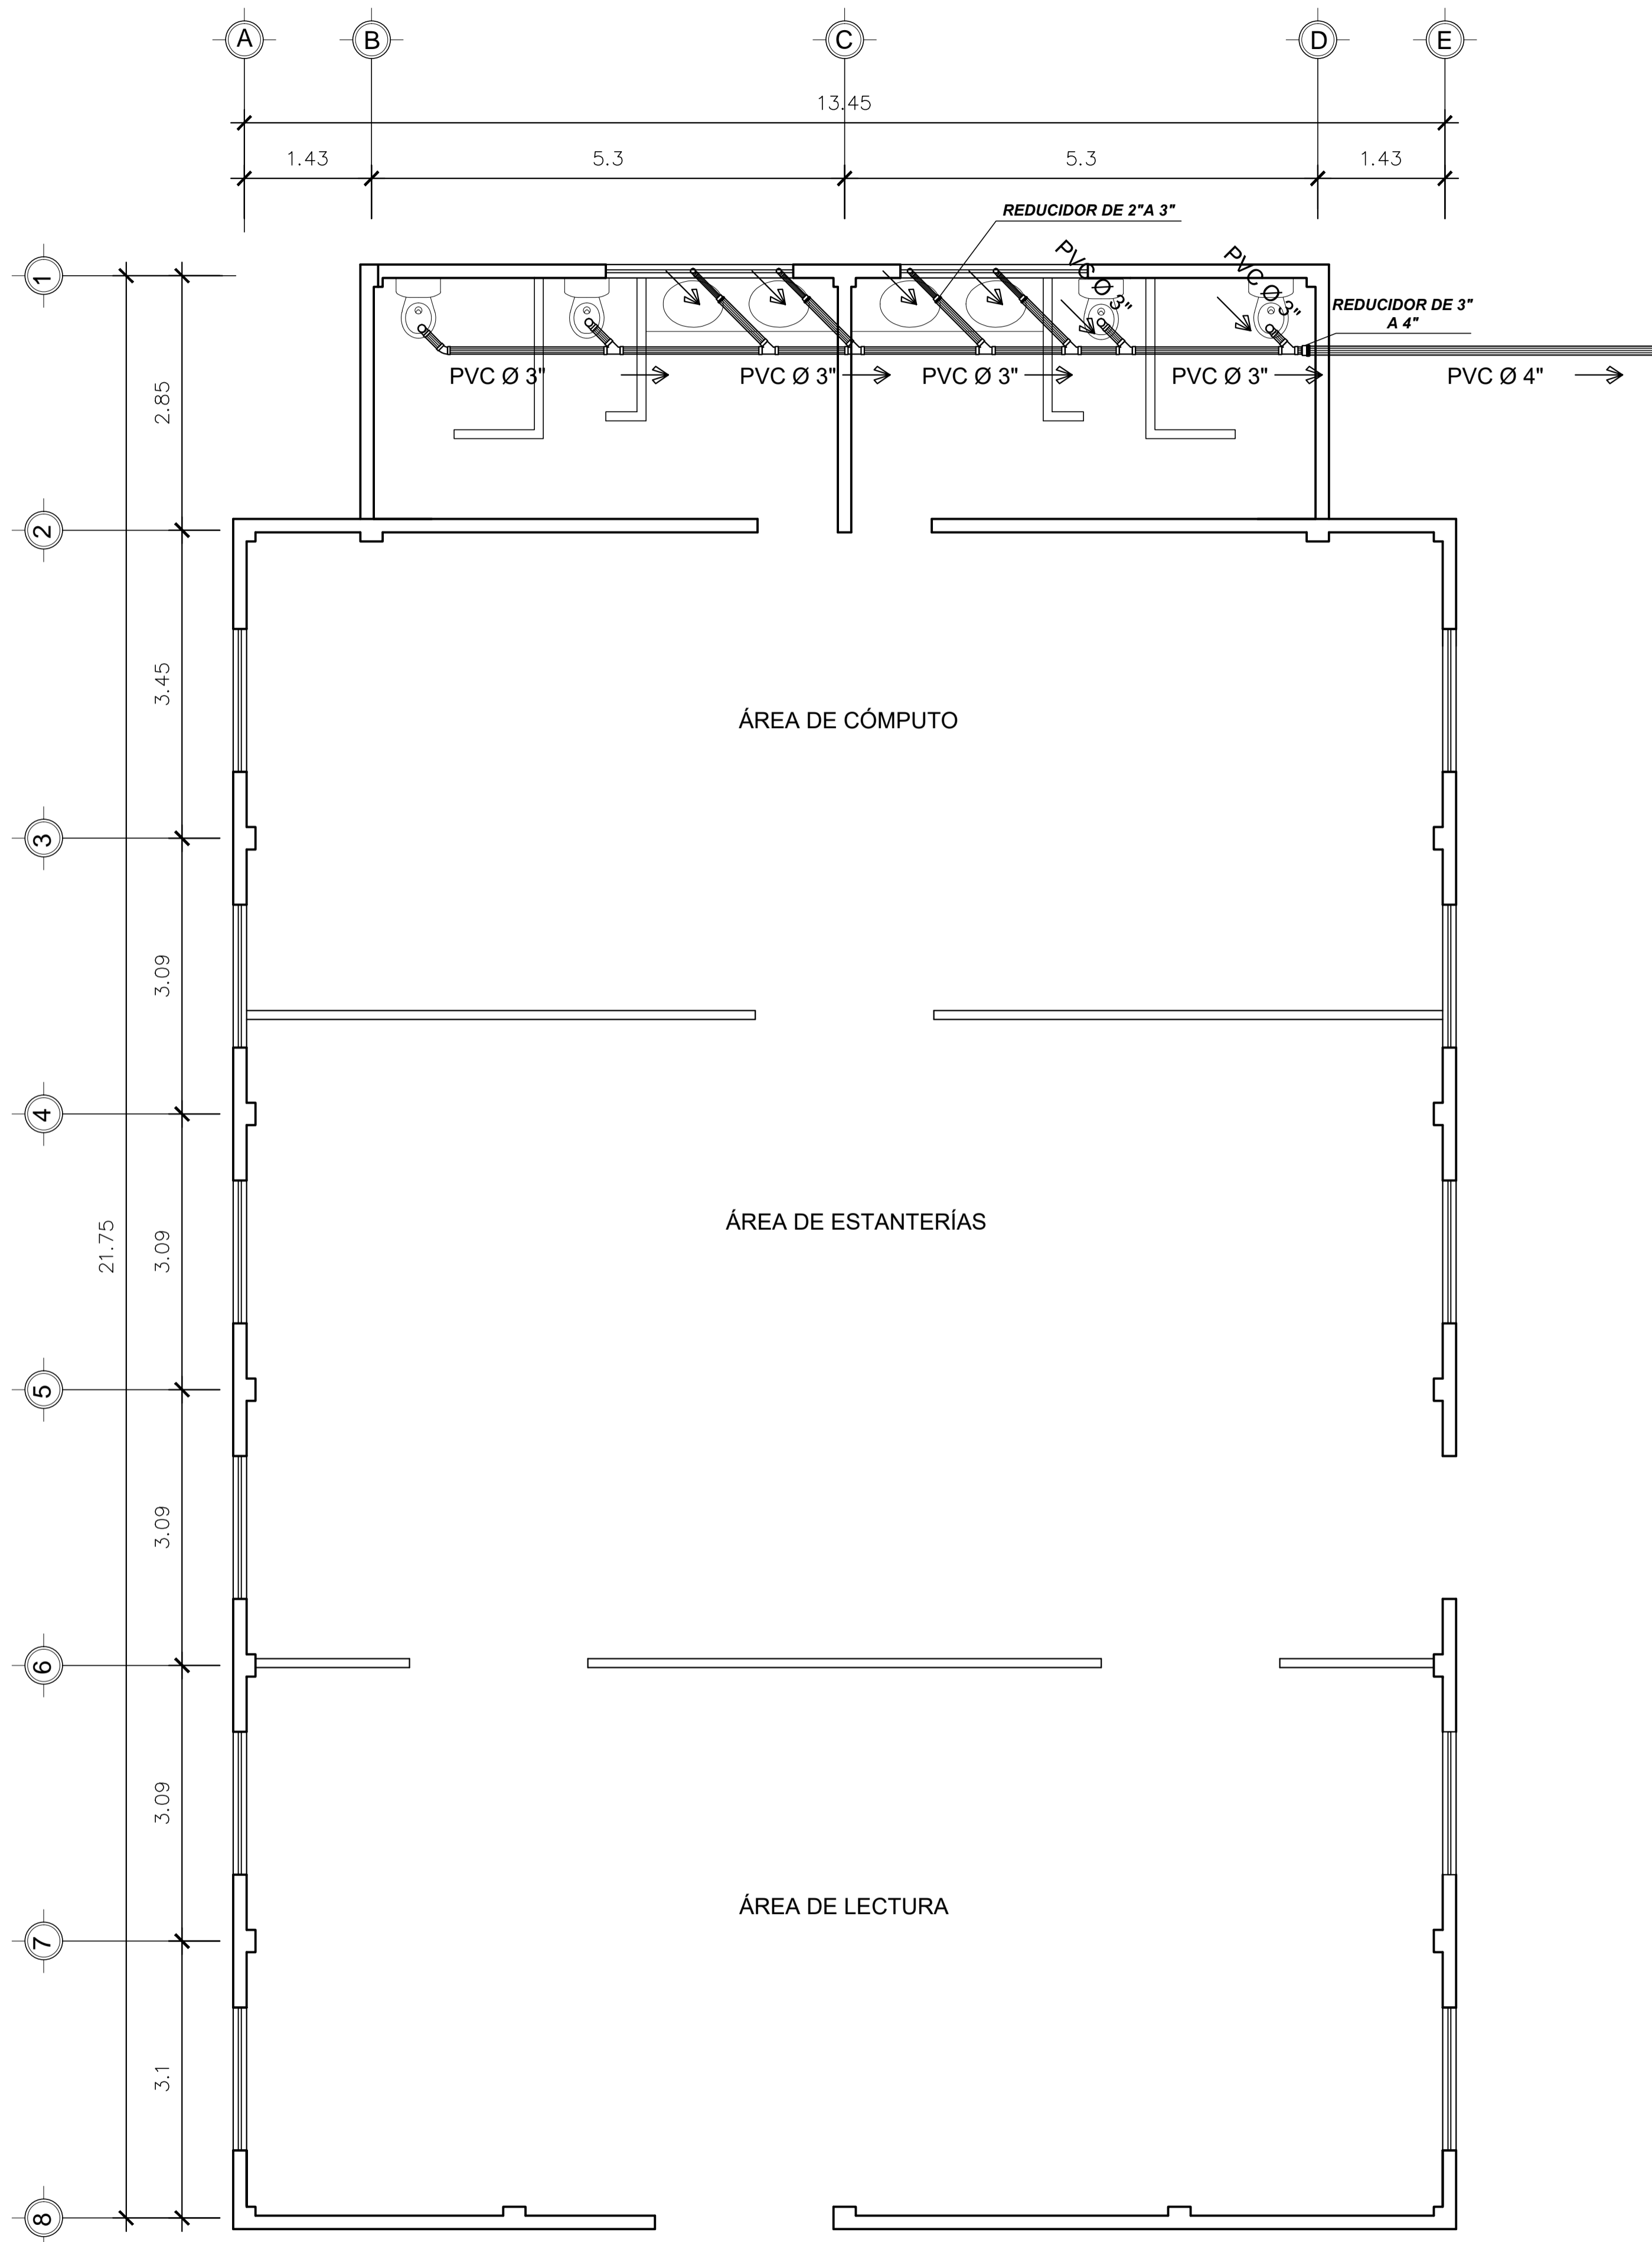 A
B
C
D
E
13.45
1.43
5.3
5.3
1.43
REDUCIDOR DE 2"A 3"
1
PVC Ø 3"
PVC Ø 3"
REDUCIDOR DE 3"
A 4"
PVC Ø 3"
PVC Ø 3"
PVC Ø 3"
PVC Ø 3"
PVC Ø 4"
2.85
2
3.45
ÁREA DE CÓMPUTO
3
3.09
4
21.75
3.09
ÁREA DE ESTANTERÍAS
5
3.09
6
3.09
ÁREA DE LECTURA
7
3.1
8